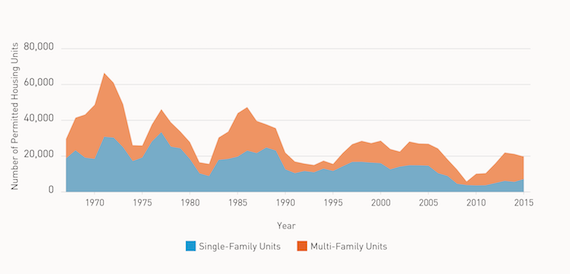 Number of Permitted Housing Units
80,000
60,000
40,000
20,000
0
1970 1975 1980 1985 1990 1995 2000 2005 2010 2015
Year
Single-Family Units Multi-Family Units